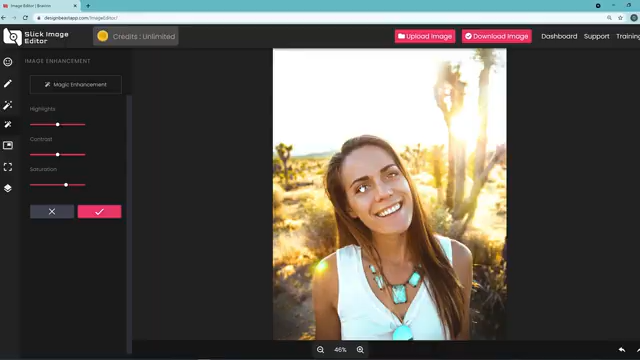 Image Editor | Beastios
designbeastapp.com/ImageEditor/
Slick Image
Editor
Credits : Unlimited
Upload Image
Download Image
Dashboard
Support
Training
IMAGE ENHANCEMENT
Magic Enhancement
Highlights
Contrast
Saturation
46%